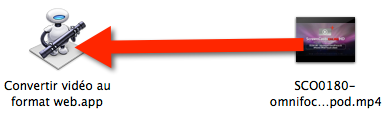 Convertir vidéo au
format web.app
SCO0180-
omnifoc...pod.mp4